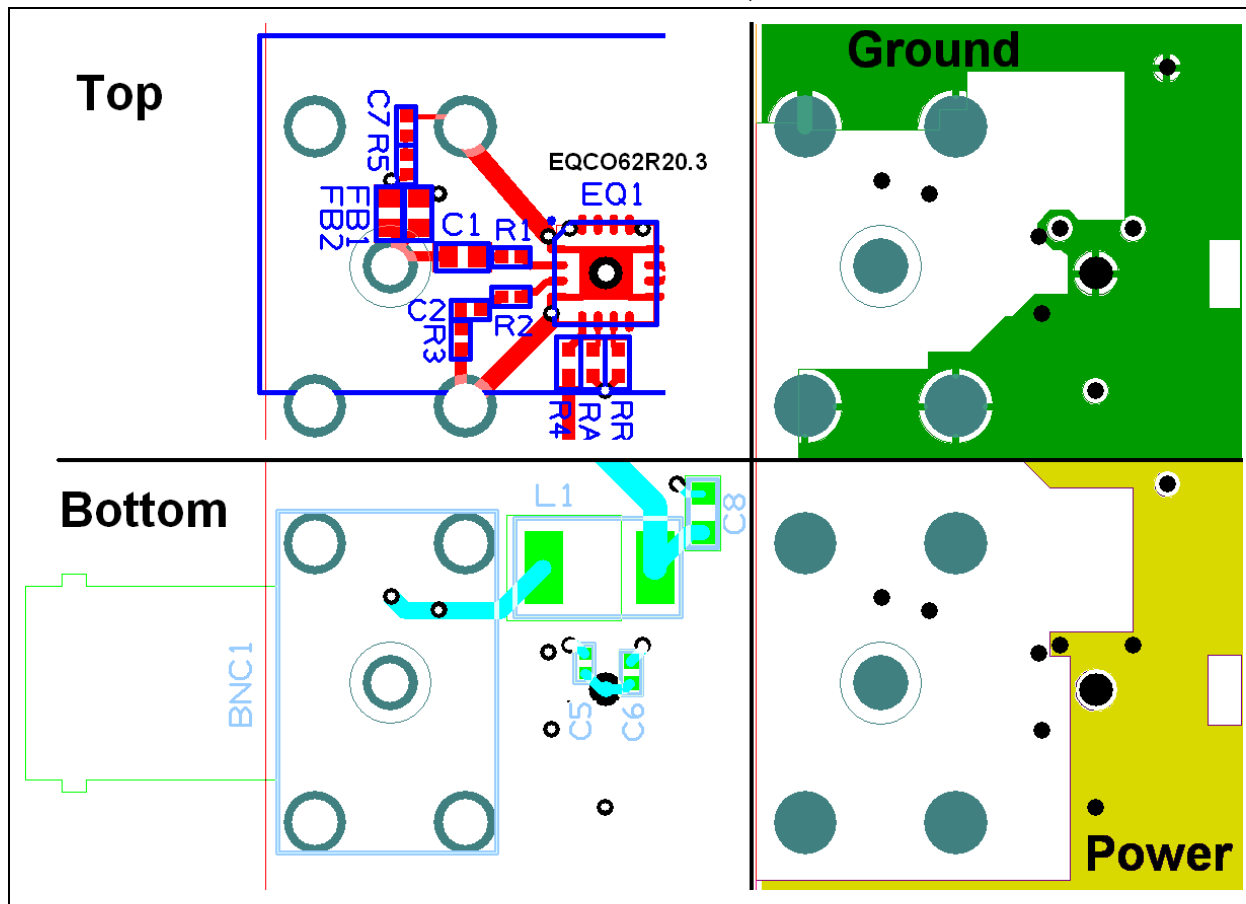 Top
Ground
C7
R5
EQCO62R20.3
EQ1
FB2
FB1
C1
R1
C2
R2
R3
R4
RA
RR
Bottom
L1
C8
BNC1
C5
C6
Power